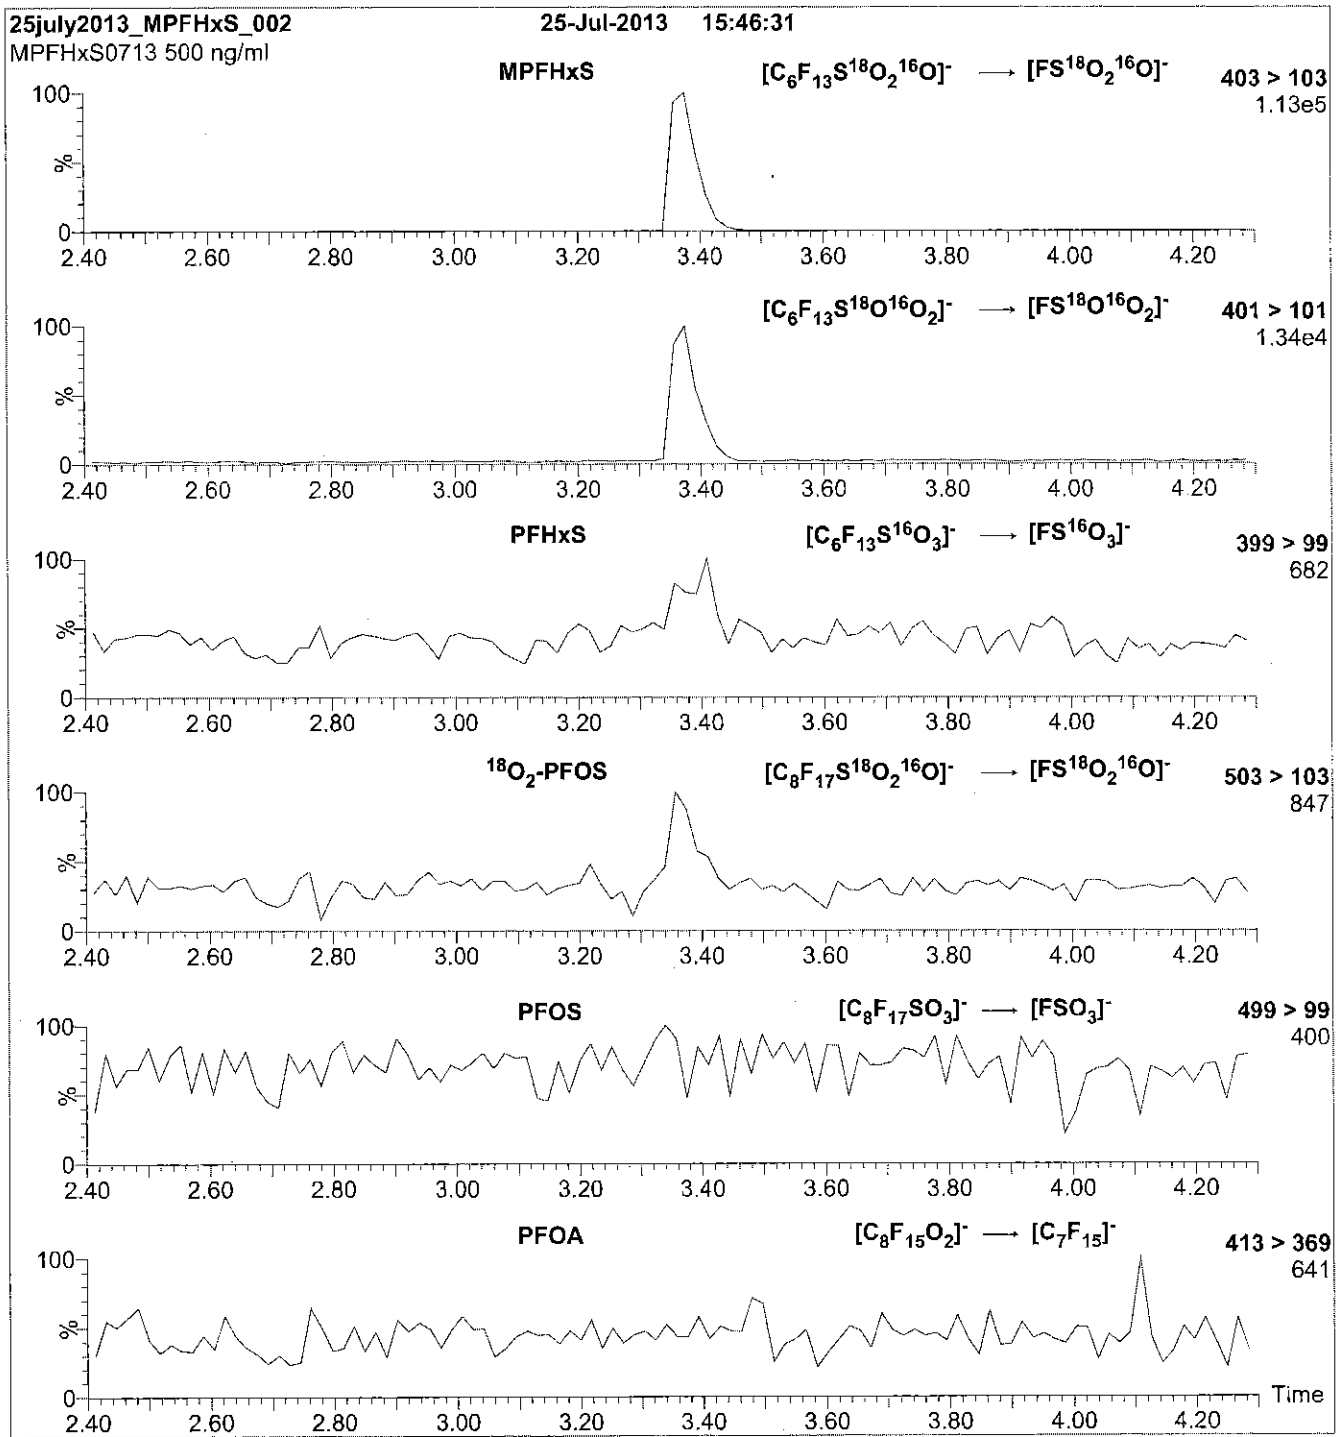 25july2013_MPFHxS_002 25-Jul-2013 15:46:31
MPFHxS0713 500 ng/ml
MPFHxS [C₆F₁₃S¹⁸O₂¹⁶O]⁻ → [FS¹⁸O₂¹⁶O]⁻ 403 > 103
1.13e5
100
%
0
2.40 2.60 2.80 3.00 3.20 3.40 3.60 3.80 4.00 4.20
[C₆F₁₃S¹⁸O¹⁶O₂]⁻ → [FS¹⁸O¹⁶O₂]⁻ 401 > 101
1.34e4
100
%
0
2.40 2.60 2.80 3.00 3.20 3.40 3.60 3.80 4.00 4.20
PFHxS [C₆F₁₃S¹⁶O₃]⁻ → [FS¹⁶O₃]⁻ 399 > 99
682
100
%
0
2.40 2.60 2.80 3.00 3.20 3.40 3.60 3.80 4.00 4.20
¹⁸O₂-PFOS [C₈F₁₇S¹⁸O₂¹⁶O]⁻ → [FS¹⁸O₂¹⁶O]⁻ 503 > 103
847
100
%
0
2.40 2.60 2.80 3.00 3.20 3.40 3.60 3.80 4.00 4.20
PFOS [C₈F₁₇SO₃]⁻ → [FSO₃]⁻ 499 > 99
400
100
%
0
2.40 2.60 2.80 3.00 3.20 3.40 3.60 3.80 4.00 4.20
PFOA [C₈F₁₅O₂]⁻ → [C₇F₁₅]⁻ 413 > 369
641
100
%
0
Time
2.40 2.60 2.80 3.00 3.20 3.40 3.60 3.80 4.00 4.20